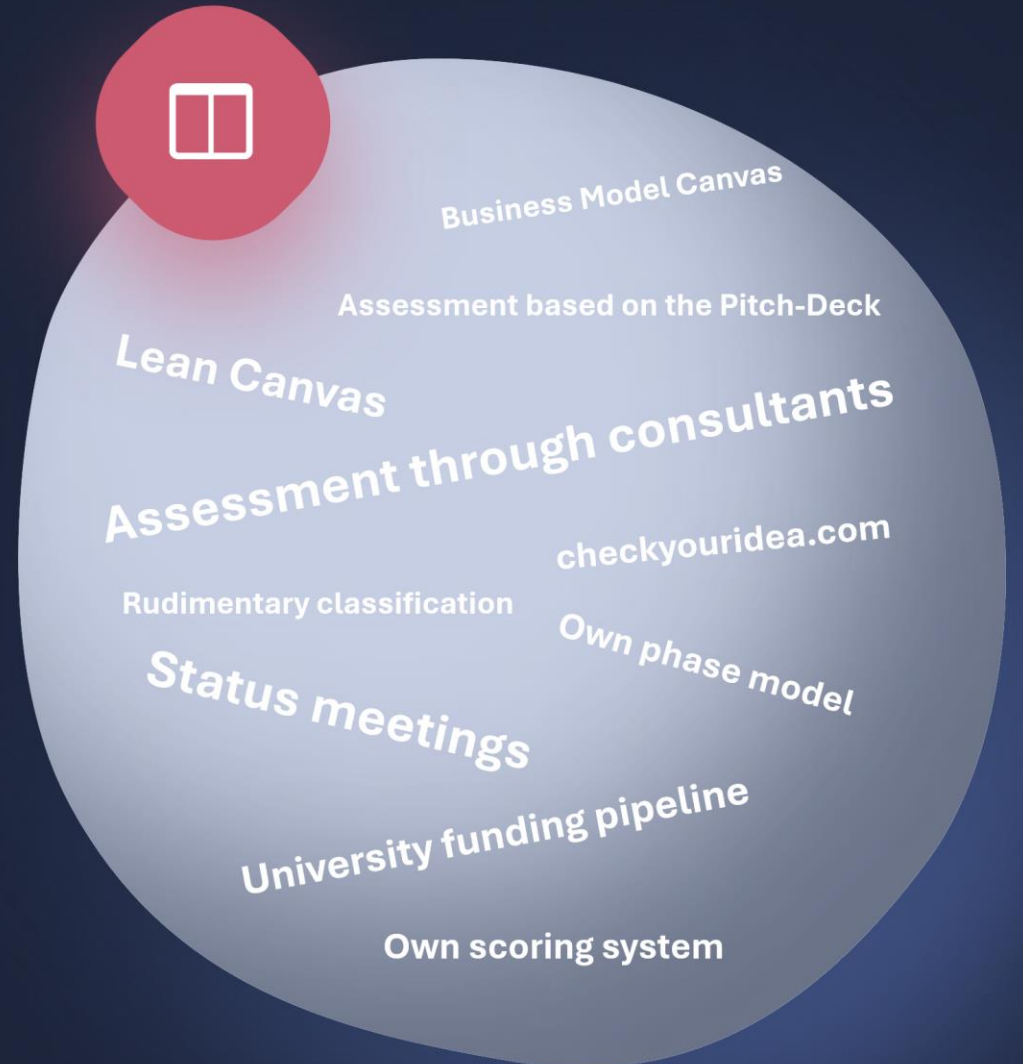 Business Model Canvas
Assessment based on the Pitch-Deck
Lean Canvas
Assessment through consultants
checkyouridea.com
Rudimentary classification
Own phase model
Status meetings
University funding pipeline
Own scoring system